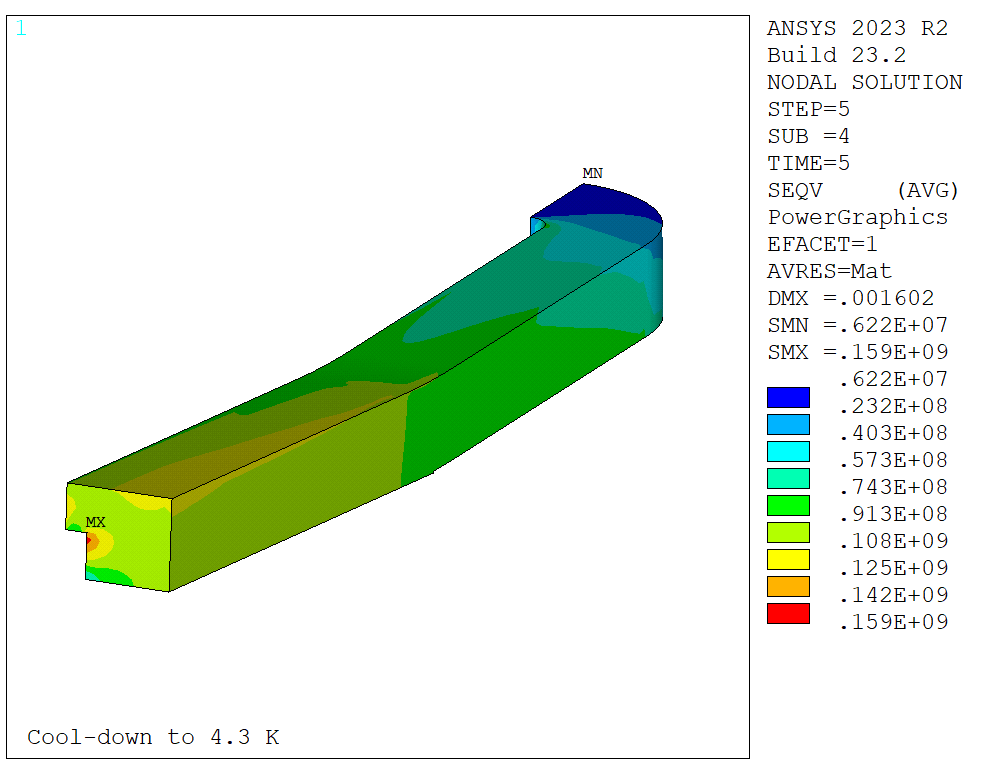 1
ANSYS 2023 R2
Build 23.2
NODAL SOLUTION
STEP=5
SUB =4
TIME=5
SEQV (AVG)
PowerGraphics
EFACET=1
AVRES=Mat
DMX =.001602
SMN =.622E+07
SMX =.159E+09
.622E+07
.232E+08
.403E+08
.573E+08
.743E+08
.913E+08
.108E+09
.125E+09
.142E+09
.159E+09
MN
MX
Cool-down to 4.3 K